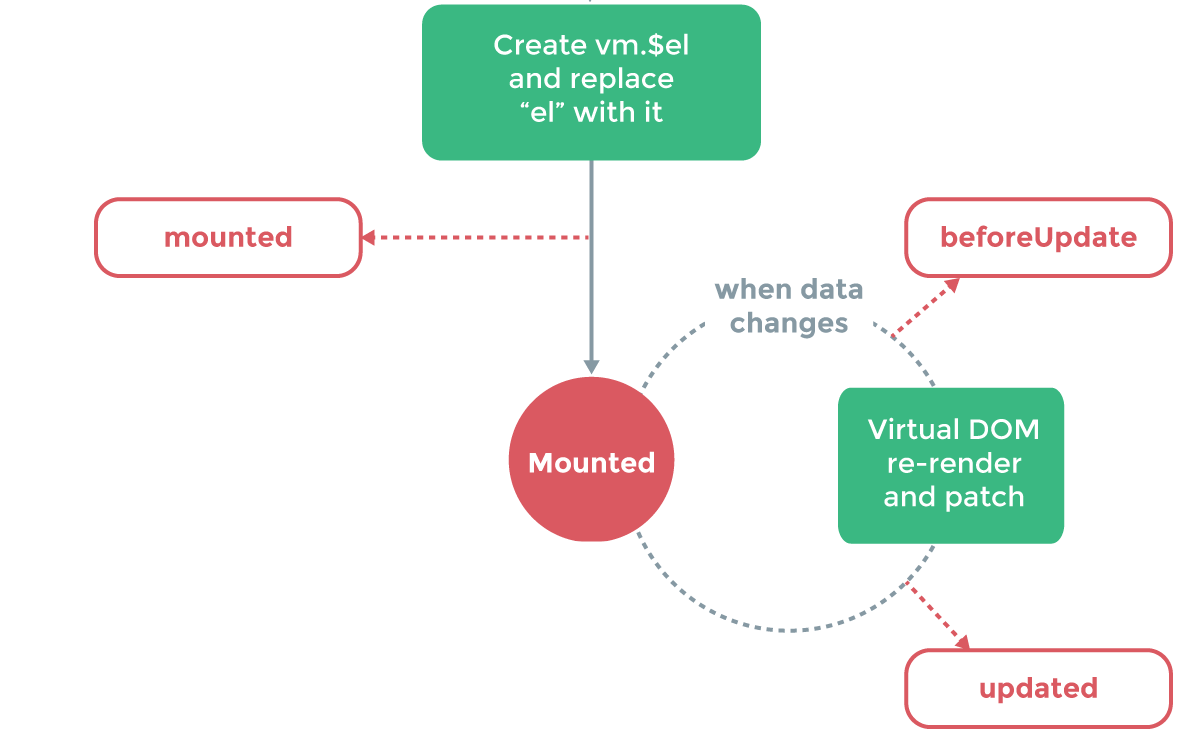 Create vm.$el
and replace
“el” with it
mounted
beforeUpdate
when data
changes
Virtual DOM
re-render
and patch
Mounted
updated